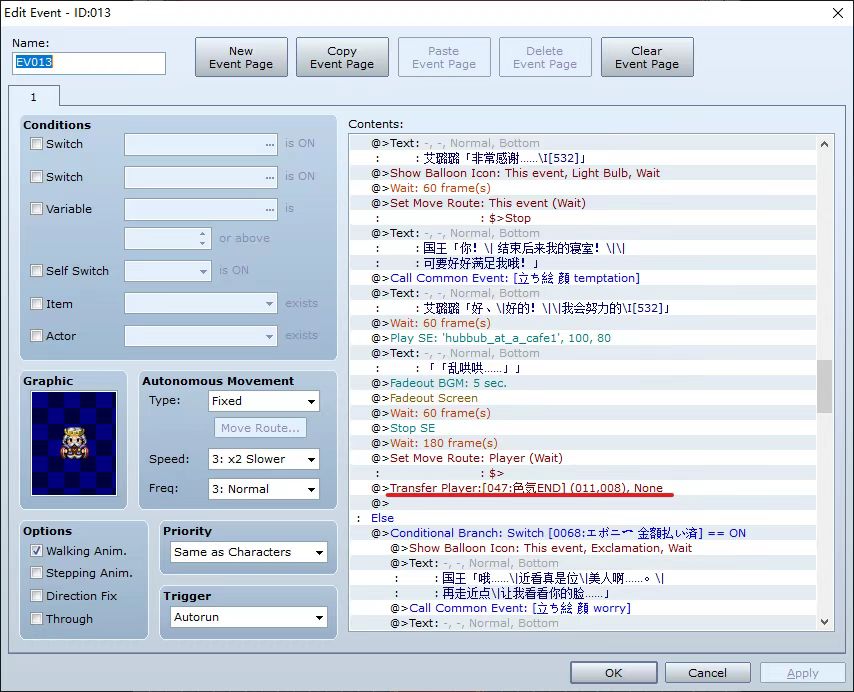 Edit Event - ID:013
Name:
EV013
New
Event Page
Copy
Event Page
Paste
Event Page
Delete
Event Page
Clear
Event Page
1
Conditions
Switch ... is ON
Switch ... is ON
Variable ... is
or above
Self Switch is ON
Item exists
Actor exists
Graphic
Autonomous Movement
Type: Fixed
Move Route...
Speed: 3: x2 Slower
Freq: 3: Normal
Options
Walking Anim.
Stepping Anim.
Direction Fix
Through
Priority
Same as Characters
Trigger
Autorun
Contents:
@>Text: -, -, Normal, Bottom
: : 艾璐璐「非常感谢……\I[532]」
@>Show Balloon Icon: This event, Light Bulb, Wait
@>Wait: 60 frame(s)
@>Set Move Route: This event (Wait)
: : $>Stop
@>Text: -, -, Normal, Bottom
: : 国王「你！\| 结束后来我的寝室！\|\|
: : 可要好好满足我哦！」
@>Call Common Event: [立ち絵 顔 temptation]
@>Text: -, -, Normal, Bottom
: : 艾璐璐「好、\|好的！\|\|我会努力的\I[532]」
@>Wait: 60 frame(s)
@>Play SE: 'hubbub_at_a_cafe1', 100, 80
@>Text: -, -, Normal, Bottom
: : 「「乱哄哄……」」
@>Fadeout BGM: 5 sec.
@>Fadeout Screen
@>Wait: 60 frame(s)
@>Stop SE
@>Wait: 180 frame(s)
@>Set Move Route: Player (Wait)
: : $>
@>Transfer Player:[047:色気END] (011,008), None
@>
: Else
@>Conditional Branch: Switch [0068:エボニー 金額払い済] == ON
@>Show Balloon Icon: This event, Exclamation, Wait
@>Text: -, -, Normal, Bottom
: : 国王「哦……\|近看真是位\|美人啊……。\|
: : 再走近点\|让我看看你的脸……」
@>Call Common Event: [立ち絵 顔 worry]
@>Text: -, -, Normal, Bottom
OK
Cancel
Apply